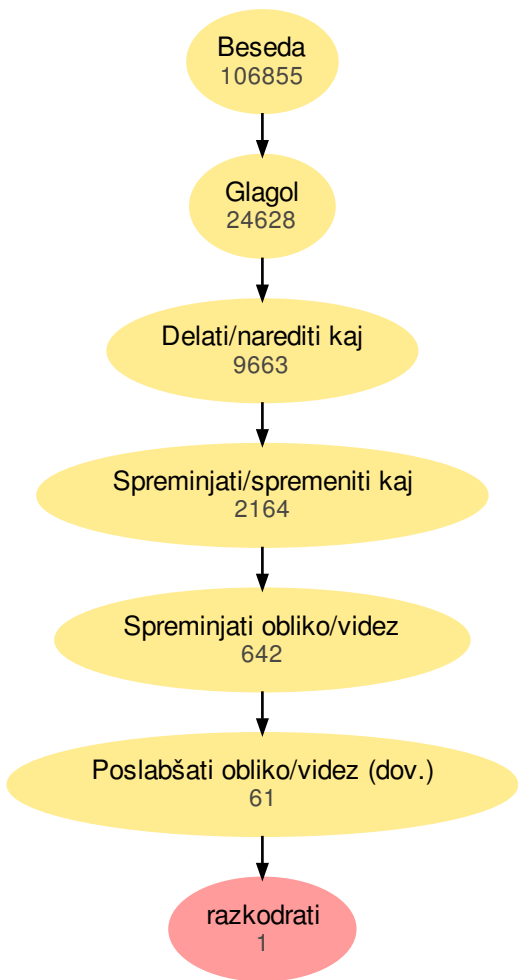 Beseda
106855
Glagol
24628
Delati/narediti kaj
9663
Spreminjati/spremeniti kaj
2164
Spreminjati obliko/videz
642
Poslabšati obliko/videz (dov.)
61
razkodrati
1